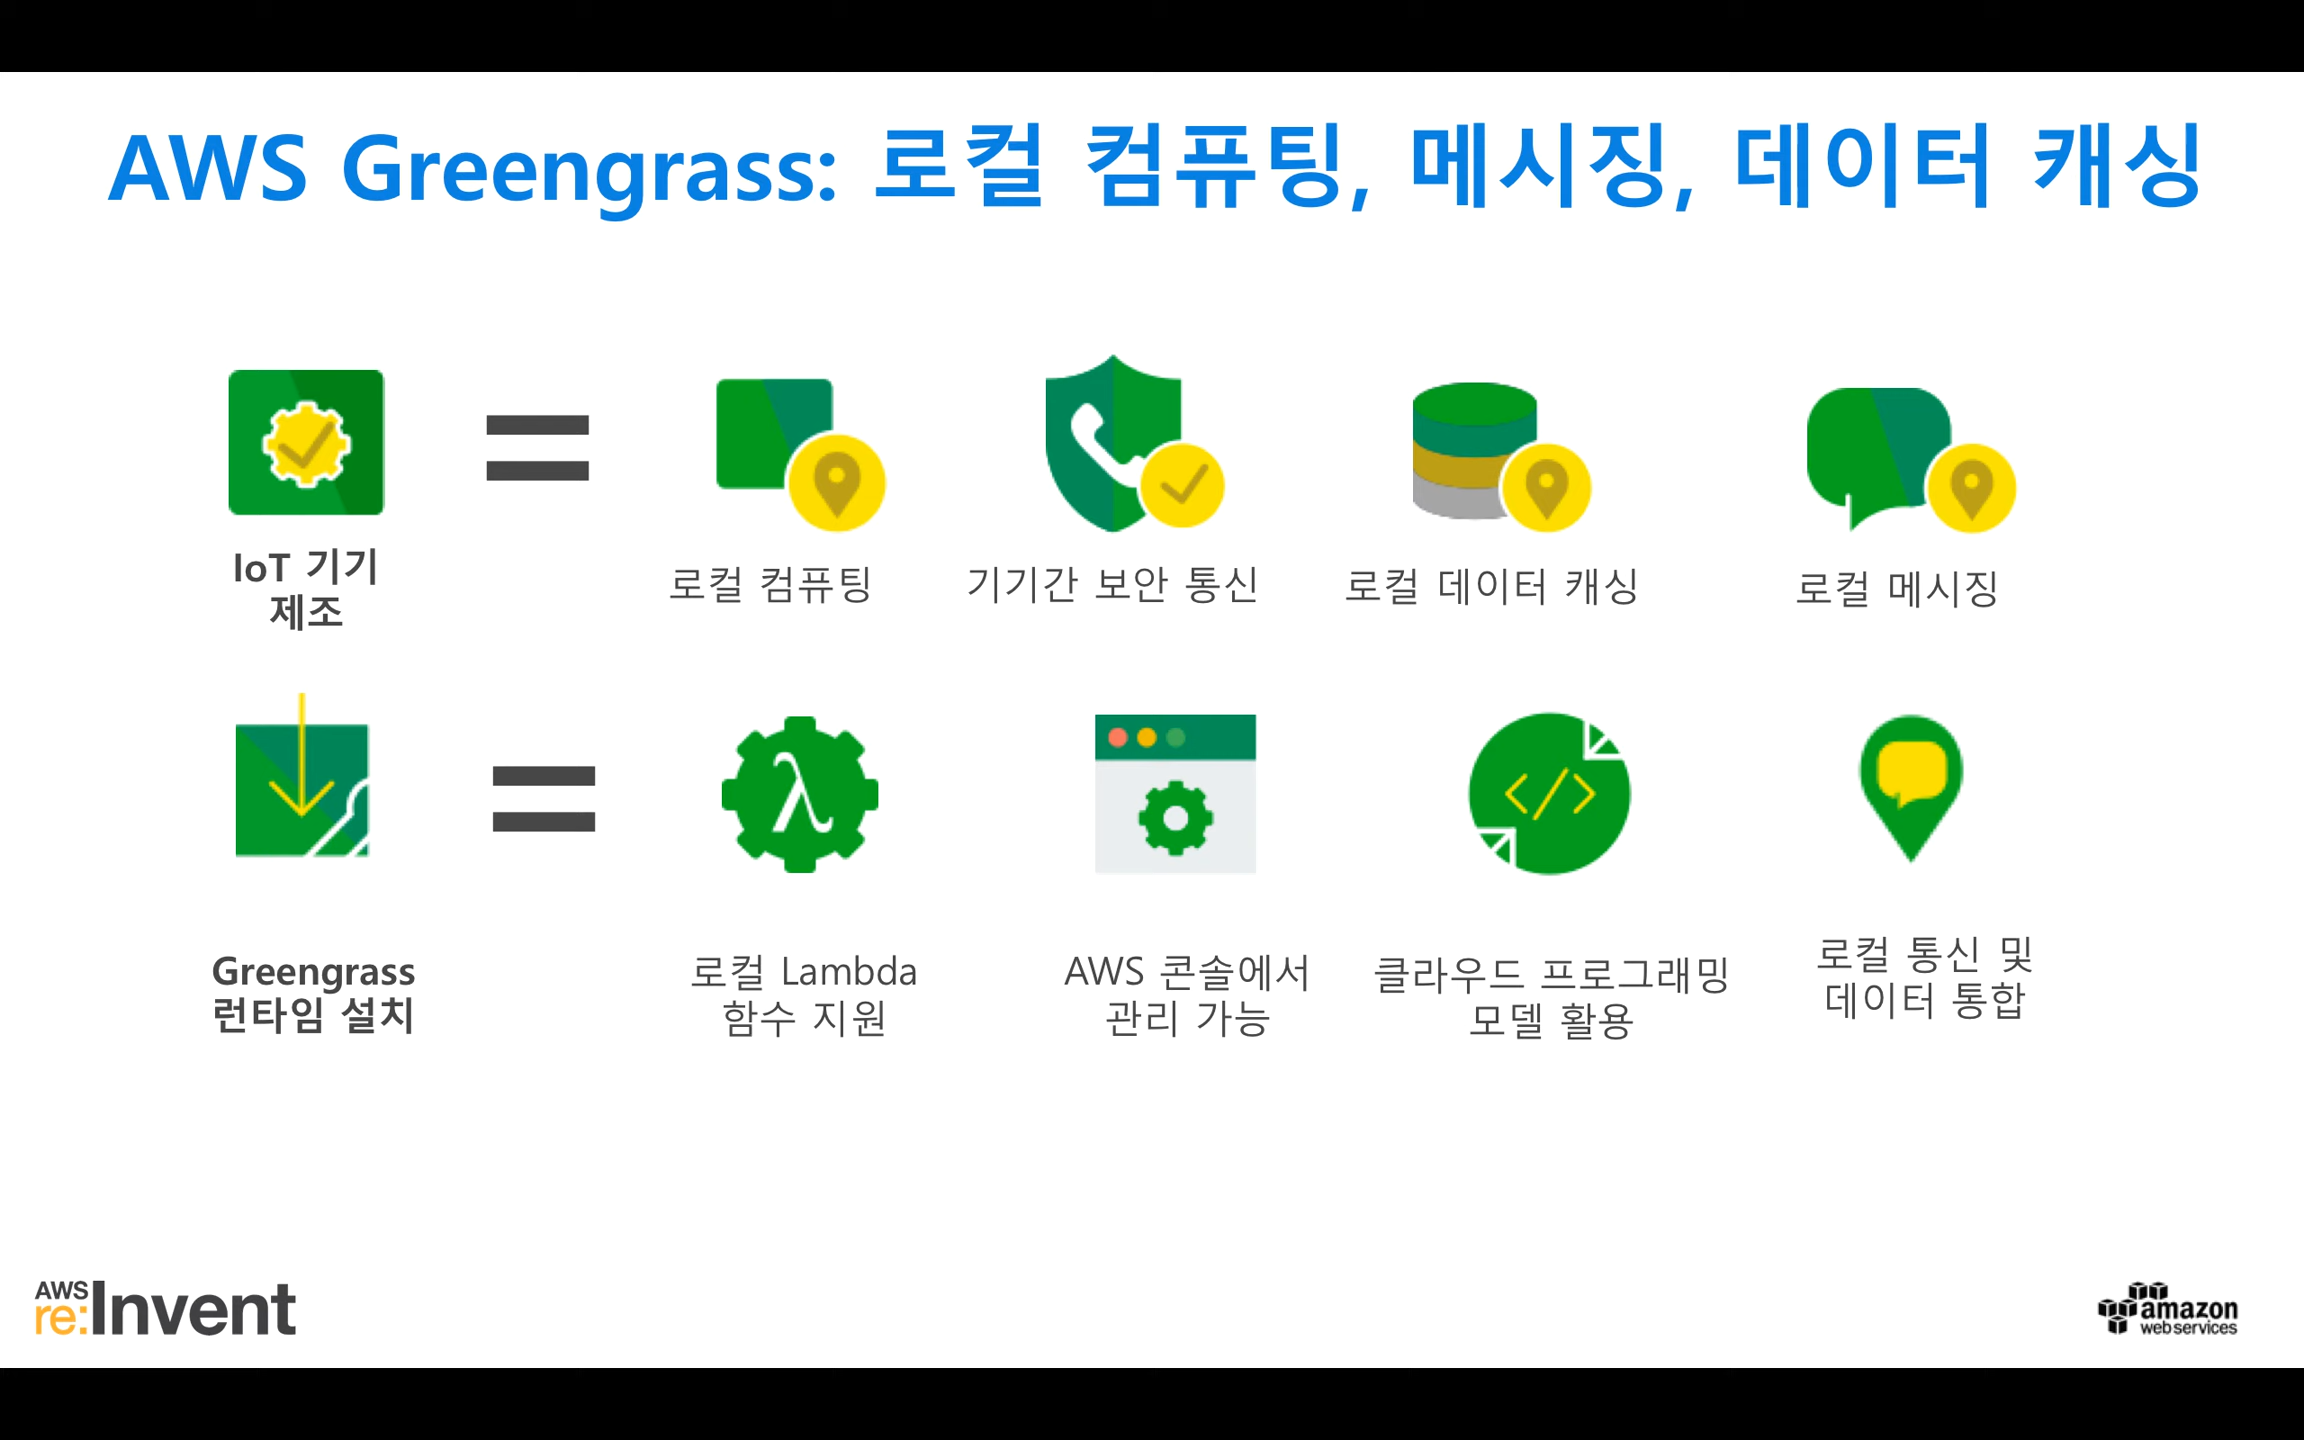 AWS Greengrass: 로컬 컴퓨팅, 메시징, 데이터 캐싱
IoT 기기
제조
로컬 컴퓨팅
기기간 보안 통신
로컬 데이터 캐싱
로컬 메시징
Greengrass
런타임 설치
로컬 Lambda
함수 지원
AWS 콘솔에서
관리 가능
클라우드 프로그래밍
모델 활용
로컬 통신 및
데이터 통합
AWS
re:Invent
amazon
webservices